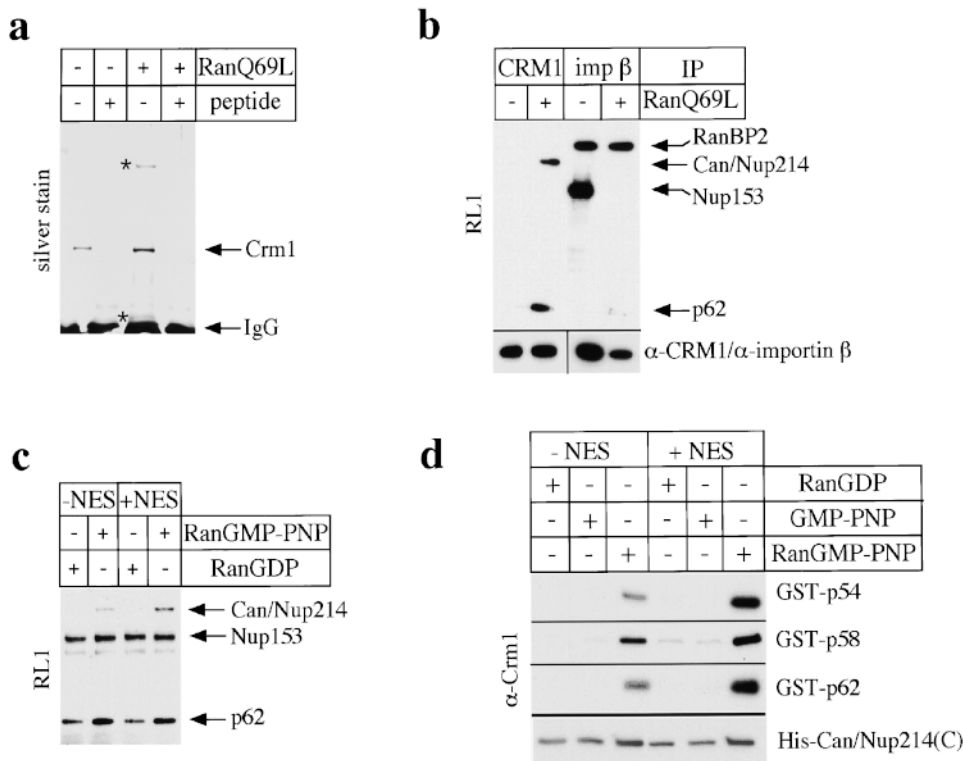 a
- - + + RanQ69L
- + - + peptide
silver stain
*
Crm1
*
IgG
b
CRM1 imp β IP
- + - + RanQ69L
RL1
RanBP2
Can/Nup214
Nup153
p62
α-CRM1/α-importin β
c
-NES +NES
- + - + RanGMP-PNP
+ - + - RanGDP
RL1
Can/Nup214
Nup153
p62
d
- NES + NES
+ - - + - - RanGDP
- + - - + - GMP-PNP
- - + - - + RanGMP-PNP
α-Crm1
GST-p54
GST-p58
GST-p62
His-Can/Nup214(C)